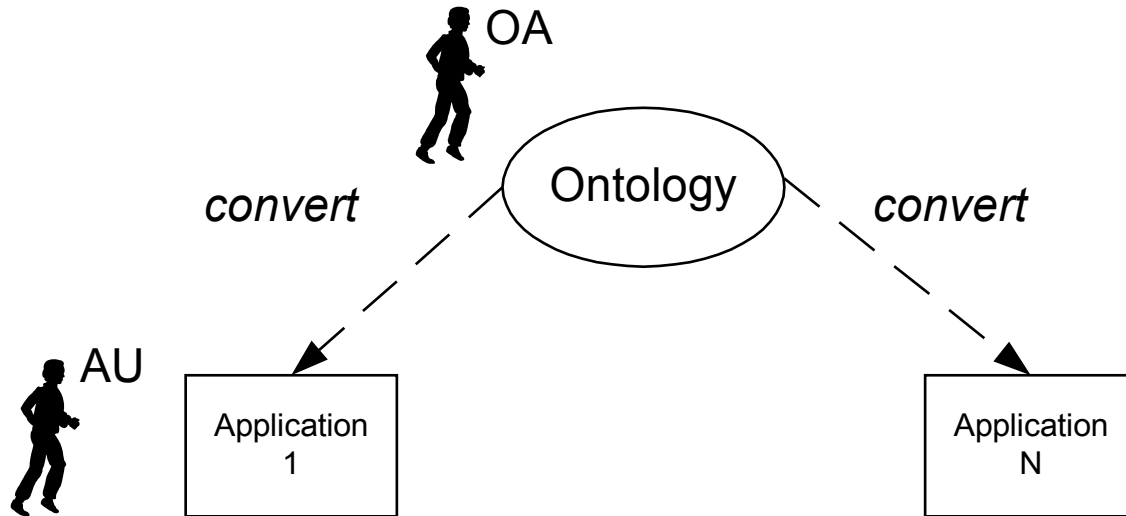 OA
Ontology
convert
convert
AU
Application
1
Application
N